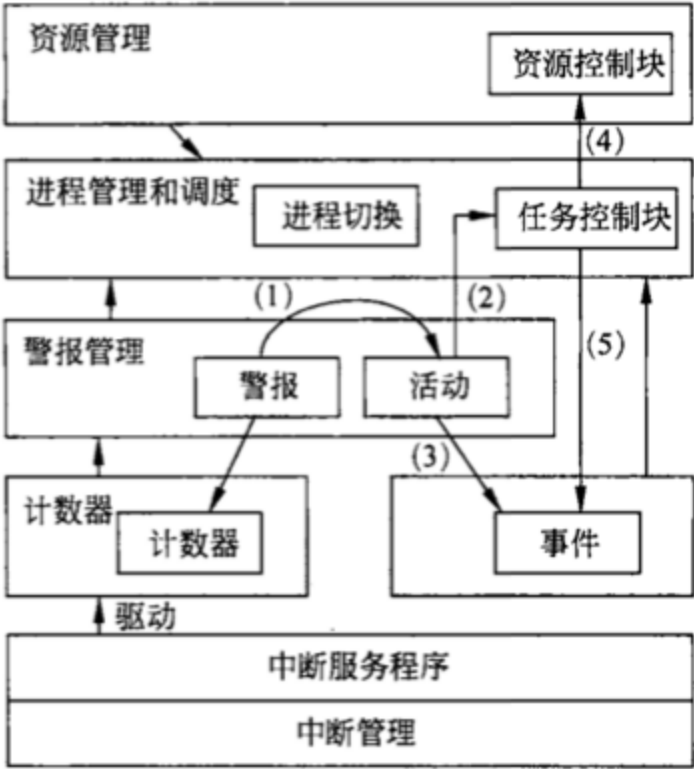 资源管理
资源控制块
(4)
进程管理和调度
进程切换
任务控制块
(1)
(2)
(5)
警报管理
警报
活动
(3)
计数器
计数器
事件
驱动
中断服务程序
中断管理